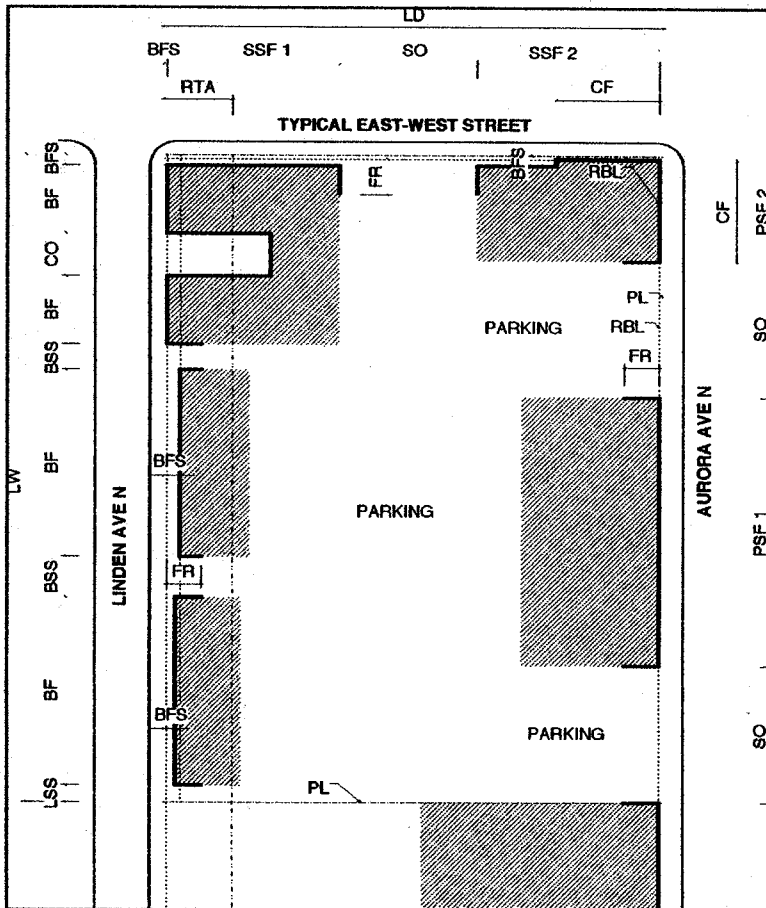 LD
BFS SSF 1 SO SSF 2
RTA CF
TYPICAL EAST-WEST STREET
BFS
BF
CO
BF
BSS
BF
BSS
BF
LSS
LW
LINDEN AVE N
FR
BFS
RBL
CF
PSF 2
PL
SO
PARKING
RBL
FR
BFS
PARKING
AURORA AVE N
PSF 1
FR
BFS
PARKING
SO
PL